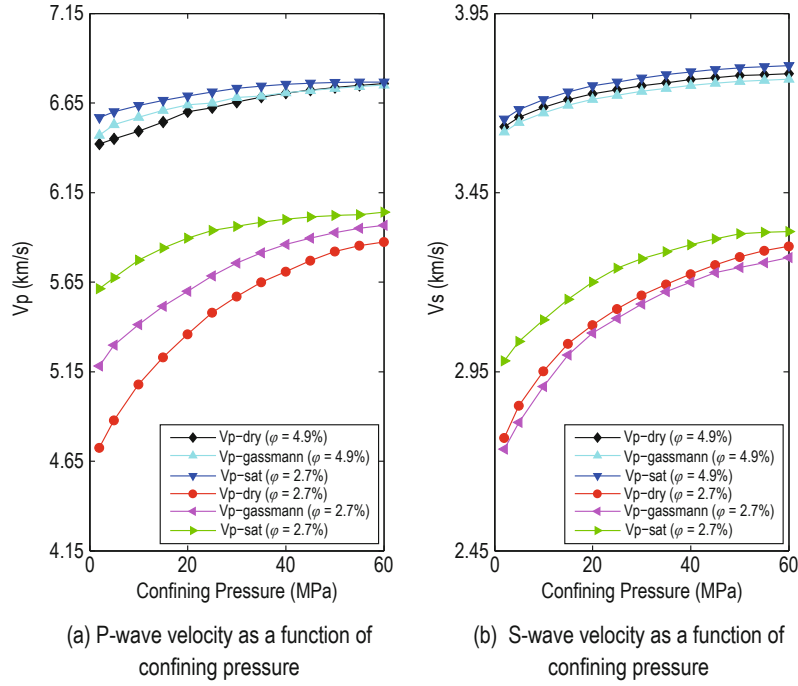 7.15
6.65
6.15
5.65
5.15
4.65
4.15
Vp (km/s)
0
20
40
60
Confining Pressure (MPa)
Vp−dry (φ = 4.9%)
Vp−gassmann (φ = 4.9%)
Vp−sat (φ = 2.7%)
Vp−dry (φ = 2.7%)
Vp−gassmann (φ = 2.7%)
Vp−sat (φ = 2.7%)
(a) P-wave velocity as a function of
confining pressure
3.95
3.45
2.95
2.45
Vs (km/s)
0
20
40
60
Confining Pressure (MPa)
Vp−dry (φ = 4.9%)
Vp−gassmann (φ = 4.9%)
Vp−sat (φ = 4.9%)
Vp−dry (φ = 2.7%)
Vp−gassmann (φ = 2.7%)
Vp−sat (φ = 2.7%)
(b) S-wave velocity as a function of
confining pressure